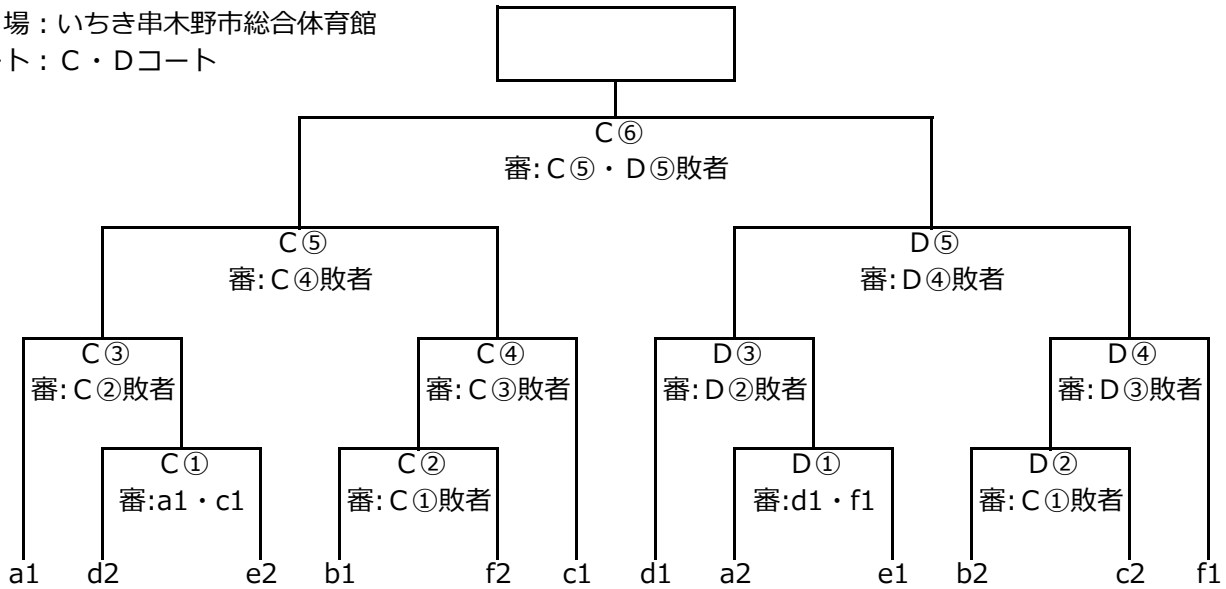 場：いちき串木野市総合体育館
ート：Ｃ・Ｄコート
Ｃ⑥
審:Ｃ⑤・Ｄ⑤敗者
Ｃ⑤
Ｄ⑤
審:Ｃ④敗者
審:Ｄ④敗者
Ｃ③
Ｃ④
Ｄ③
Ｄ④
審:Ｃ②敗者
審:Ｃ③敗者
審:Ｄ②敗者
審:Ｄ③敗者
Ｃ①
Ｃ②
Ｄ①
Ｄ②
審:a1・c1
審:Ｃ①敗者
審:d1・f1
審:Ｃ①敗者
a1 d2 e2 b1 f2 c1 d1 a2 e1 b2 c2 f1